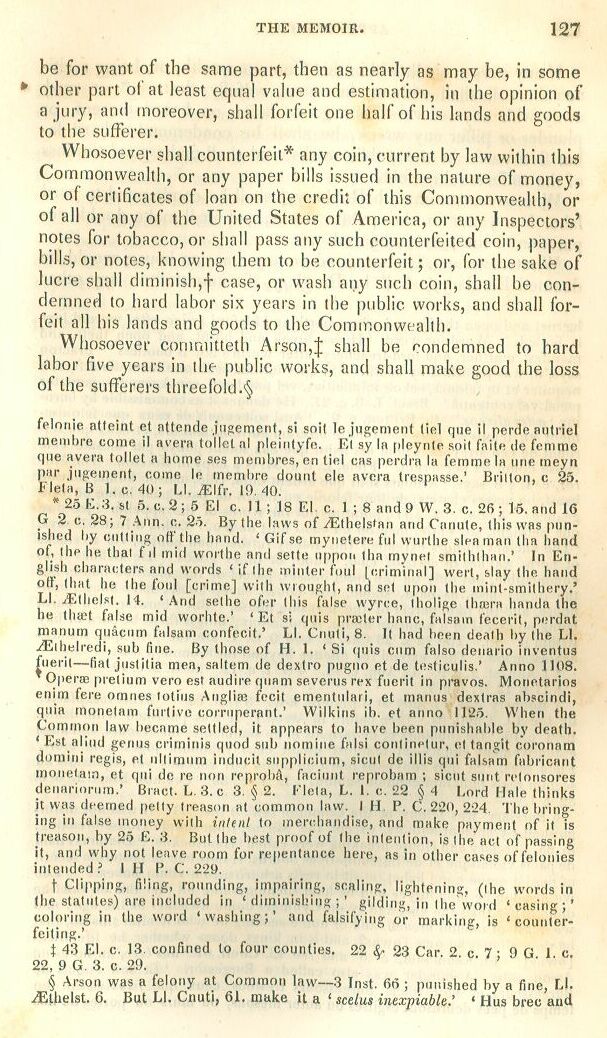 THE MEMOIR. 127
be for want of the same part, then as nearly as may be, in some
other part of at least equal value and estimation, in the opinion of
a jury, and moreover, shall forfeit one half of his lands and goods
to the sufferer.
Whosoever shall counterfeit* any coin, current by law within this
Commonwealth, or any paper bills issued in the nature of money,
or of certificates of loan on the credit of this Commonwealth, or
of all or any of the United States of America, or any Inspectors'
notes for tobacco, or shall pass any such counterfeited coin, paper,
bills, or notes, knowing them to be counterfeit; or, for the sake of
lucre shall diminish,† case, or wash any such coin, shall be con-
demned to hard labor six years in the public works, and shall for-
feit all his lands and goods to the Commonwealth.
Whosoever committeth Arson,‡ shall be condemned to hard
labor five years in the public works, and shall make good the loss
of the sufferers threefold.§
felonie atteint et attende jugement, si soit le jugement tiel que il perde autriel
membre come il avera tollet al pleintyfe. Et sy la pleynte soit faite de femme
que avera tollet a home ses membres, en tiel cas perdra la femme la une meyn
par jugement, come le membre dount ele avera trespasse.' Britton, c 25.
Fleta, B 1. c. 40; Ll. Ælfr. 19. 40.
* 25 E. 3. st 5. c. 2; 5 El c. 11; 18 El. c. 1; 8 and 9 W. 3. c. 26; 15. and 16
G 2 c. 28; 7 Ann. c. 25. By the laws of Æthelstan and Canute, this was pun-
ished by cutting off the hand. 'Gif se mynetere ful wurthe slea man tha hand
of, the he that ful mid worthe and sette uppon tha mynet smiththan.' In En-
glish characters and words 'if the minter foul [criminal] wert, slay the hand
off, that he the foul [crime] with wrought, and set upon the mint-smithery.'
Ll. Æthelst. 14. 'And sethe ofer this false wyrce, tholige thæra handa the
he thæt false mid worhte.' 'Et si quis præter hanc, falsam fecerit, perdat
manum quâcum falsam confecit.' Ll. Cnuti, 8. It had been death by the Ll.
Æthelredi, sub fine. By those of H. 1. 'Si quis cum falso denario inventus
fuerit—fiat justitia mea, saltem de dextro pugno et de testiculis.' Anno 1108.
'Operæ pretium vero est audire quam severus rex fuerit in pravos. Monetarios
enim fere omnes totius Angliæ fecit ementulari, et manus dextras abscindi,
quia monetam furtive corruperant.' Wilkins ib. et anno 1125. When the
Common law became settled, it appears to have been punishable by death.
'Est aliud genus criminis quod sub nomine falsi continetur, et tangit coronam
domini regis, et ultimum inducit supplicium, sicut de illis qui falsam fabricant
monetam, et qui de re non reprobâ, faciunt reprobam; sicut sunt retonsores
denariorum.' Bract. L. 3. c 3. § 2. Fleta, L. 1. c. 22 § 4 Lord Hale thinks
it was deemed petty treason at common law. 1 H. P. C. 220, 224. The bring-
ing in false money with intent to merchandise, and make payment of it is
treason, by 25 E. 3. But the best proof of the intention, is the act of passing
it, and why not leave room for repentance here, as in other cases of felonies
intended? 1 H P. C. 229.
† Clipping, filing, rounding, impairing, scaling, lightening, (the words in
the statutes) are included in 'diminishing;' gilding, in the word 'casing;'
coloring in the word 'washing;' and falsifying or marking, is 'counter-
feiting.'
‡ 43 El. c. 13. confined to four counties. 22 & 23 Car. 2. c. 7; 9 G. 1. c.
22, 9 G. 3. c. 29.
§ Arson was a felony at Common law—3 Inst. 66; punished by a fine, Ll.
Æthelst. 6. But Ll. Cnuti, 61. make it a 'scelus inexpiable.' 'Hus brec and